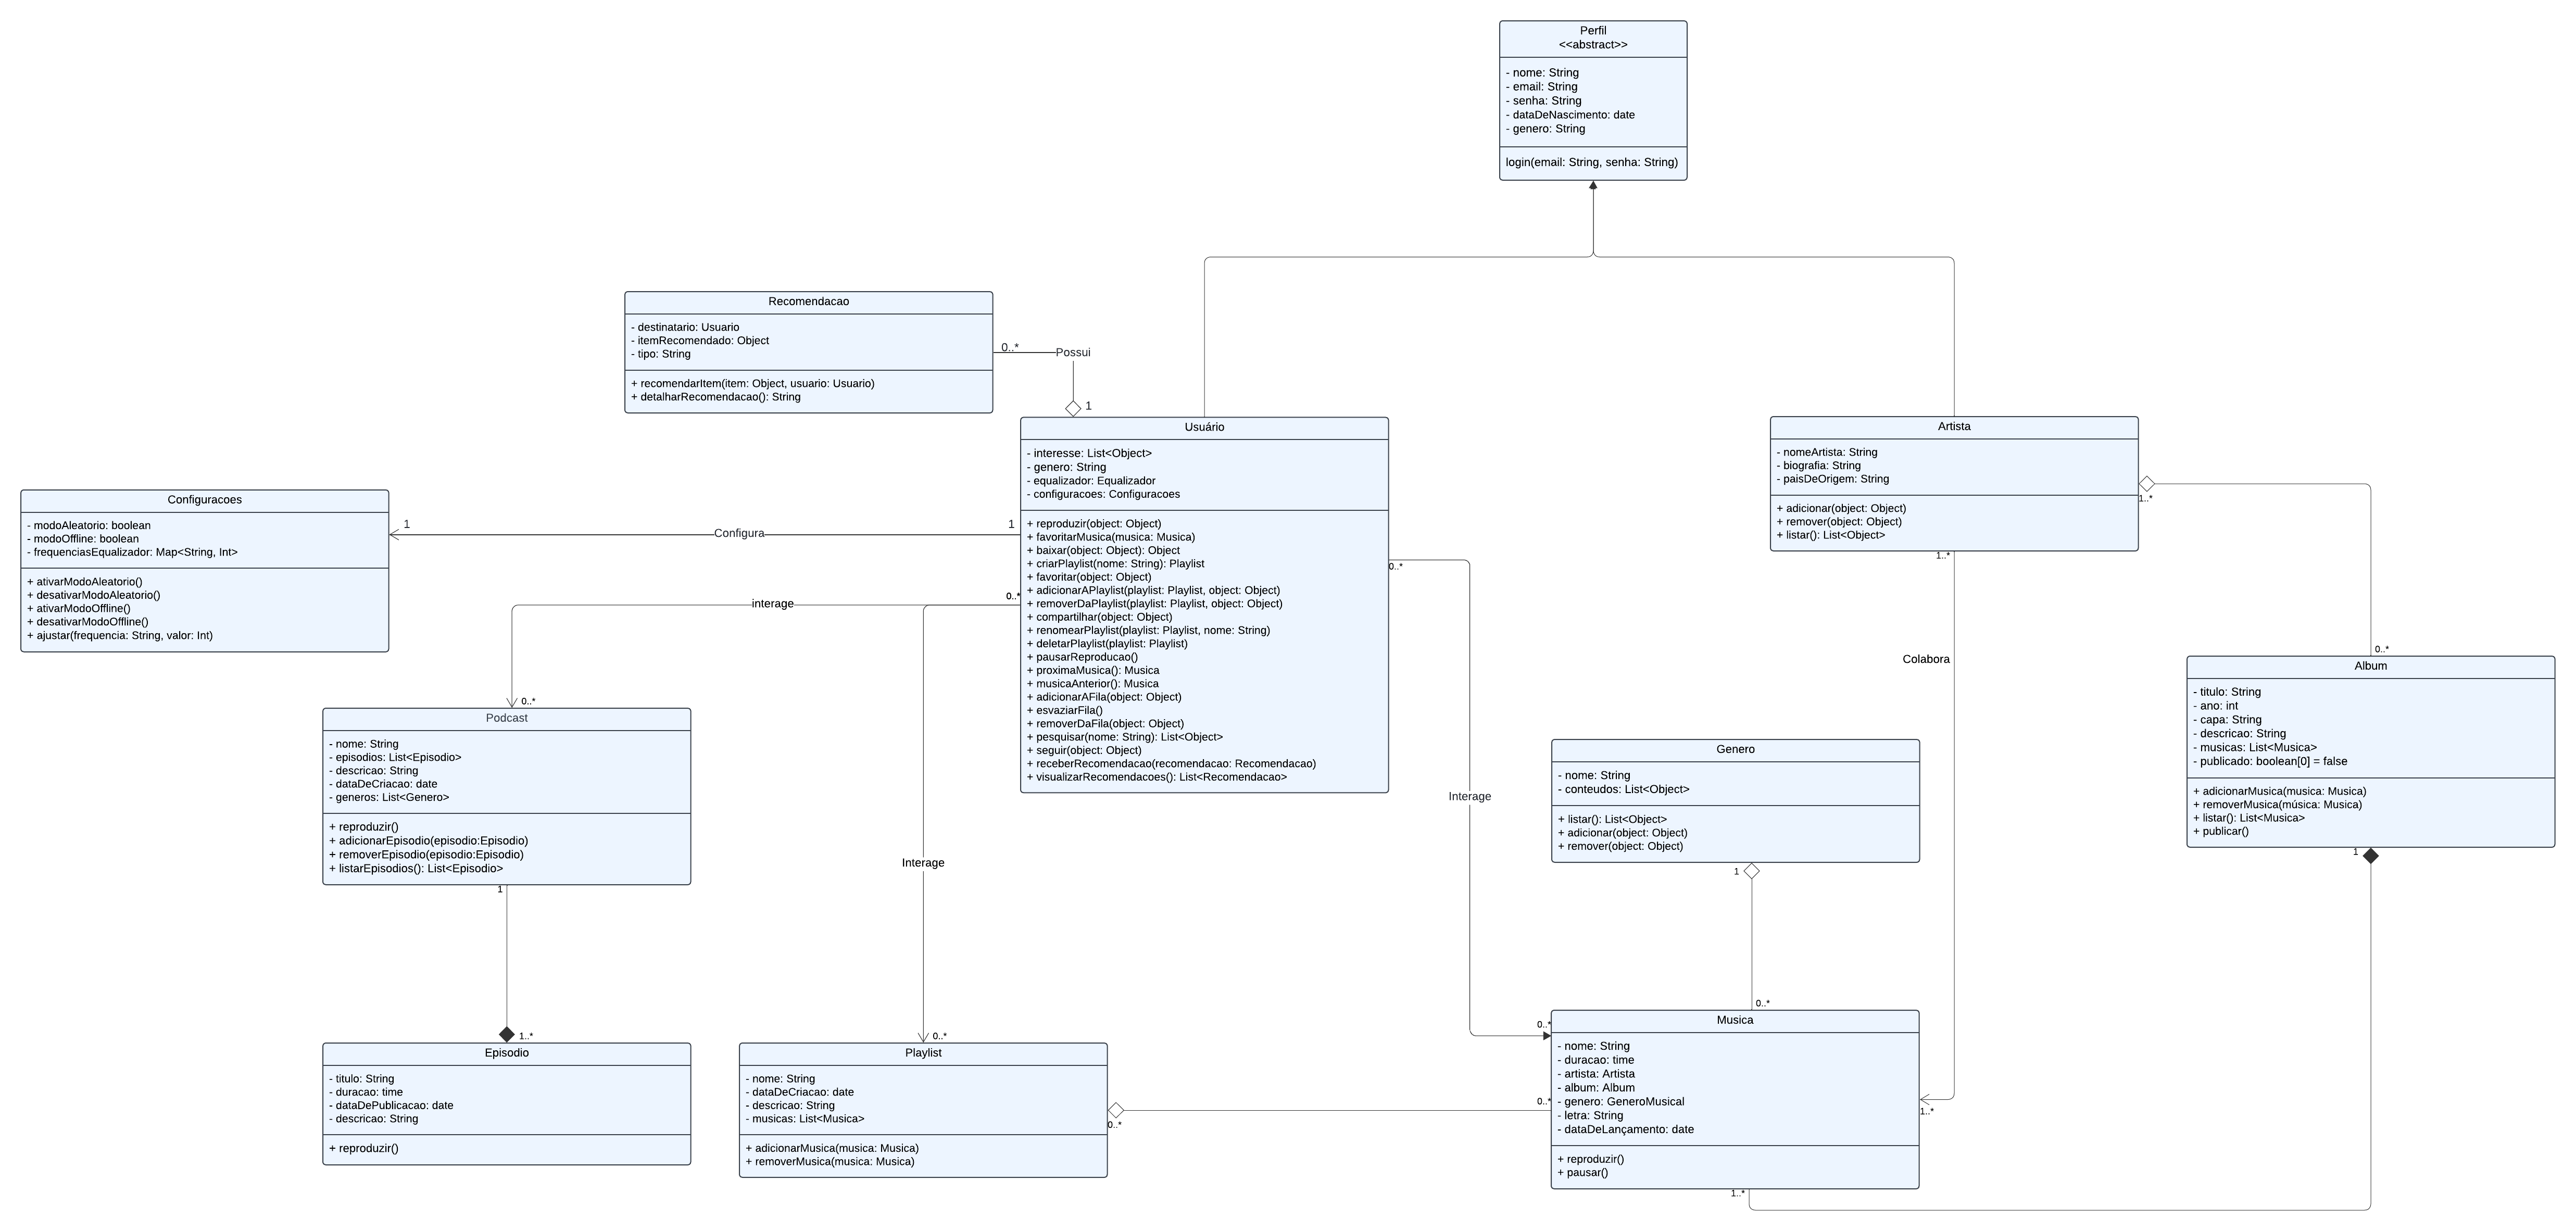 Perfil
<<abstract>>
- nome: String
- email: String
- senha: String
- dataDeNascimento: date
- genero: String
login(email: String, senha: String)
Recomendacao
- destinatario: Usuario
- itemRecomendado: Object
- tipo: String
+ recomendarItem(item: Object, usuario: Usuario)
+ detalharRecomendacao(): String
0..*
Possui
1
Usuário
- interesse: List<Object>
- genero: String
- equalizador: Equalizador
- configuracoes: Configuracoes
+ reproduzir(object: Object)
+ favoritarMusica(musica: Musica)
+ baixar(object: Object): Object
+ criarPlaylist(nome: String): Playlist
+ favoritar(object: Object)
+ adicionarAPlaylist(playlist: Playlist, object: Object)
+ removerDaPlaylist(playlist: Playlist, object: Object)
+ compartilhar(object: Object)
+ renomearPlaylist(playlist: Playlist, nome: String)
+ deletarPlaylist(playlist: Playlist)
+ pausarReproducao()
+ proximaMusica(): Musica
+ musicaAnterior(): Musica
+ adicionarAFila(object: Object)
+ esvaziarFila()
+ removerDaFila(object: Object)
+ pesquisar(nome: String): List<Object>
+ seguir(object: Object)
+ receberRecomendacao(recomendacao: Recomendacao)
+ visualizarRecomendacoes(): List<Recomendacao>
Artista
- nomeArtista: String
- biografia: String
- paisDeOrigem: String
+ adicionar(object: Object)
+ remover(object: Object)
+ listar(): List<Object>
1..*
1..*
Configuracoes
- modoAleatorio: boolean
- modoOffline: boolean
- frequenciasEqualizador: Map<String, Int>
+ ativarModoAleatorio()
+ desativarModoAleatorio()
+ ativarModoOffline()
+ desativarModoOffline()
+ ajustar(frequencia: String, valor: Int)
1
Configura
1
0..*
interage
0..*
0..*
Colabora
0..*
Album
- titulo: String
- ano: int
- capa: String
- descricao: String
- musicas: List<Musica>
- publicado: boolean[0] = false
+ adicionarMusica(musica: Musica)
+ removerMusica(música: Musica)
+ listar(): List<Musica>
+ publicar()
1
Podcast
- nome: String
- episodios: List<Episodio>
- descricao: String
- dataDeCriacao: date
- generos: List<Genero>
+ reproduzir()
+ adicionarEpisodio(episodio:Episodio)
+ removerEpisodio(episodio:Episodio)
+ listarEpisodios(): List<Episodio>
1
Genero
- nome: String
- conteudos: List<Object>
+ listar(): List<Object>
+ adicionar(object: Object)
+ remover(object: Object)
1
Interage
Interage
1..*
Episodio
- titulo: String
- duracao: time
- dataDePublicacao: date
- descricao: String
+ reproduzir()
0..*
Playlist
- nome: String
- dataDeCriacao: date
- descricao: String
- musicas: List<Musica>
+ adicionarMusica(musica: Musica)
+ removerMusica(musica: Musica)
0..*
0..*
0..*
0..*
Musica
- nome: String
- duracao: time
- artista: Artista
- album: Album
- genero: GeneroMusical
- letra: String
- dataDeLançamento: date
+ reproduzir()
+ pausar()
1..*
1..*